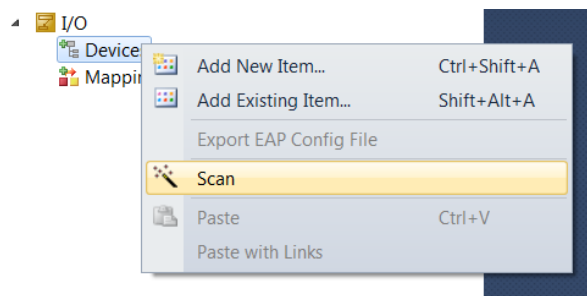 I/O
Device
Mappin
Add New Item... Ctrl+Shift+A
Add Existing Item... Shift+Alt+A
Export EAP Config File
Scan
Paste Ctrl+V
Paste with Links